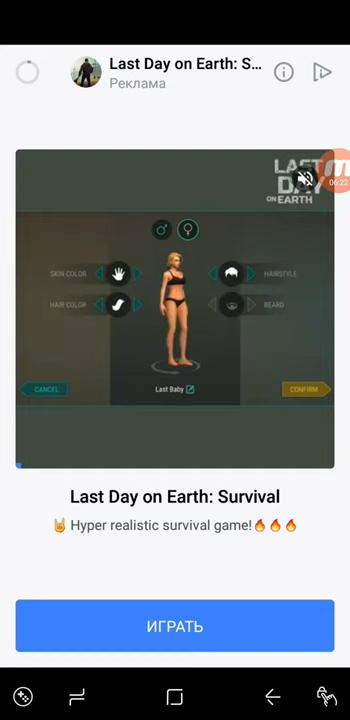 Last Day on Earth: S...
Реклама
LAST
DAY
ON EARTH
06:22
SKIN COLOR
HAIRSTYLE
HAIR COLOR
BEARD
Last Baby
CANCEL
CONFIRM
Last Day on Earth: Survival
🤘 Hyper realistic survival game!🔥🔥🔥
ИГРАТЬ